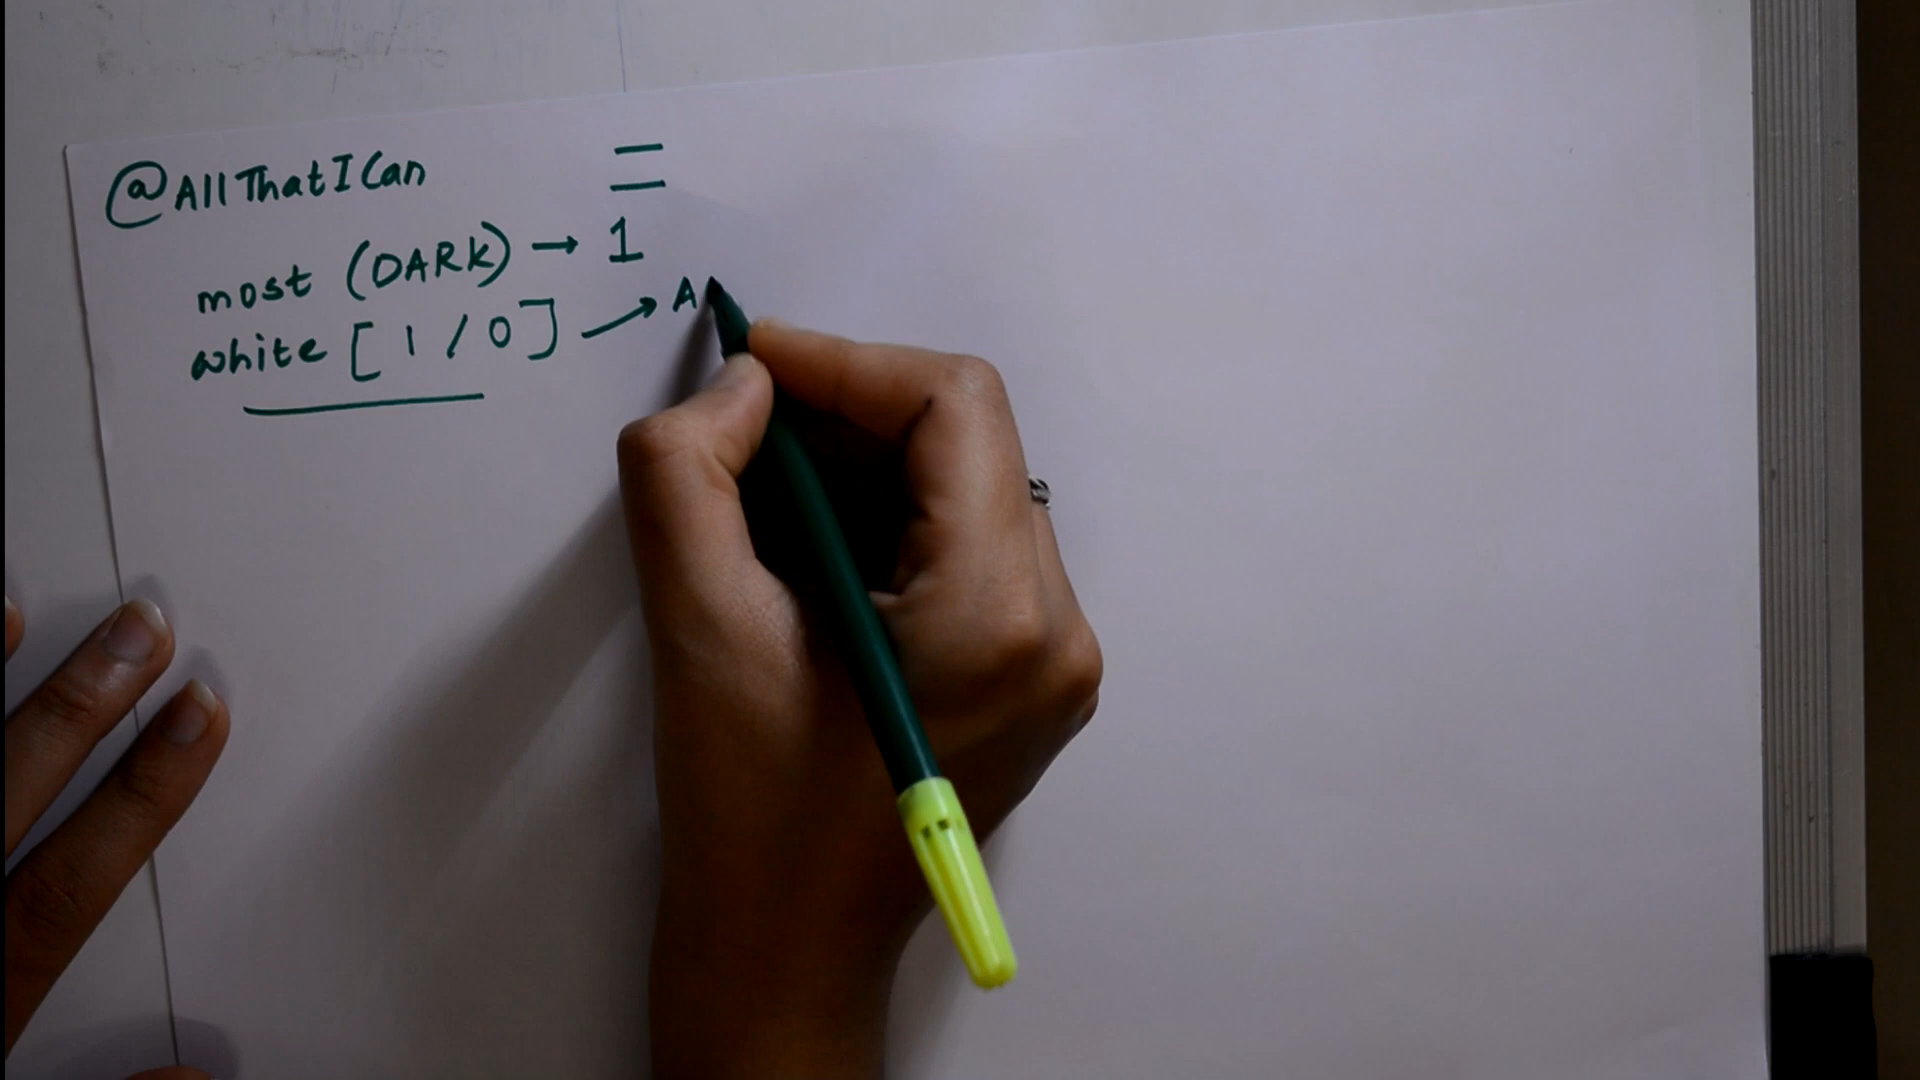 @AllThatICan =
most (DARK) → 1
white [1/0] → A